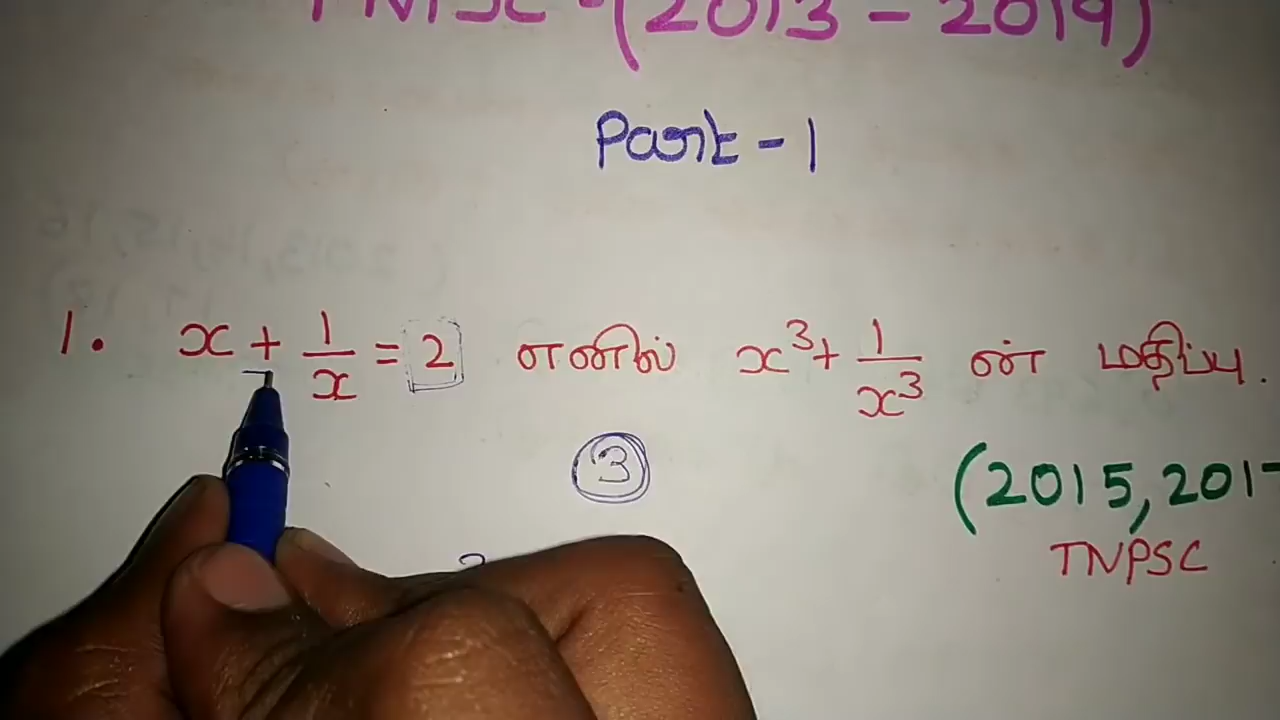 TNPSC - (2013 - 2019)
Part - 1
1. x + 1/x = 2 எனில் x³ + 1/x³ ன் மதிப்பு.
3
(2015, 201
TNPSC